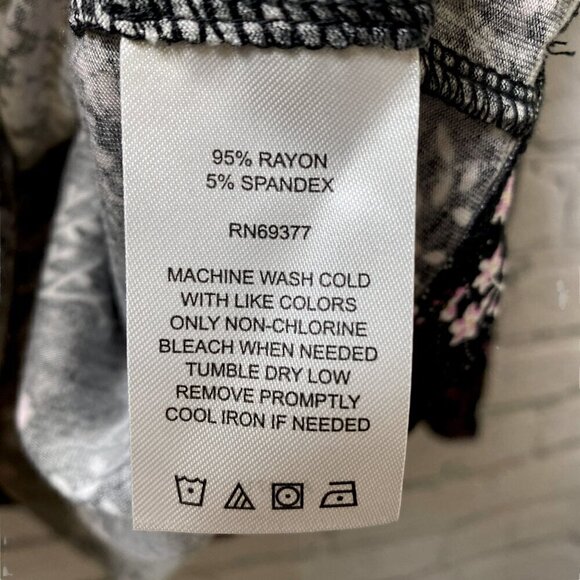 95% RAYON
5% SPANDEX
RN69377
MACHINE WASH COLD
WITH LIKE COLORS
ONLY NON-CHLORINE
BLEACH WHEN NEEDED
TUMBLE DRY LOW
REMOVE PROMPTLY
COOL IRON IF NEEDED